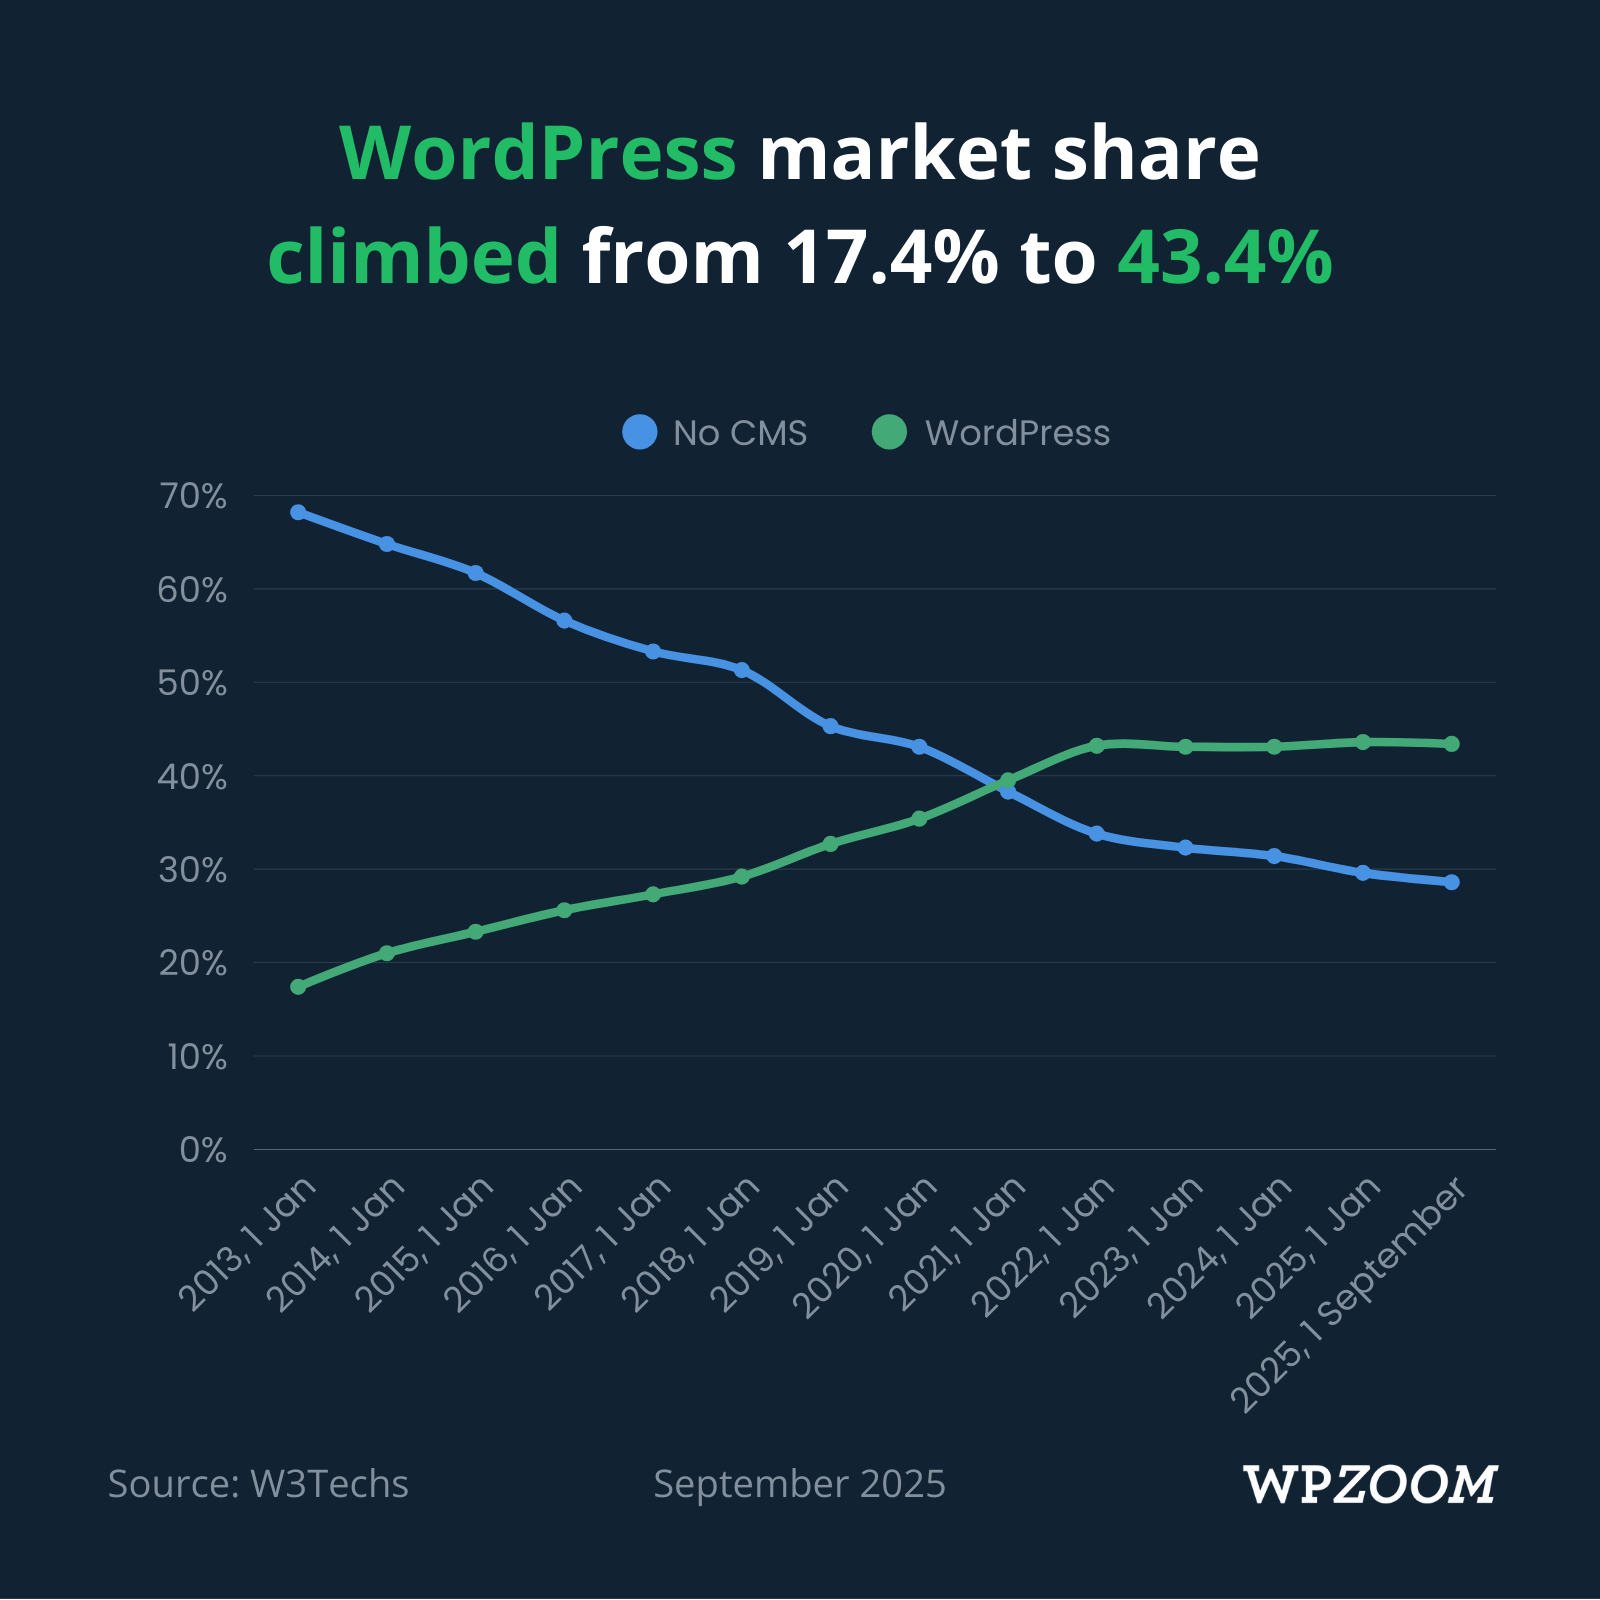 WordPress market share
climbed from 17.4% to 43.4%
No CMS
WordPress
70%
60%
50%
40%
30%
20%
10%
0%
2013, 1 Jan
2014, 1 Jan
2015, 1 Jan
2016, 1 Jan
2017, 1 Jan
2018, 1 Jan
2019, 1 Jan
2020, 1 Jan
2021, 1 Jan
2022, 1 Jan
2023, 1 Jan
2024, 1 Jan
2025, 1 Jan
2025, 1 September
Source: W3Techs
September 2025
WPZOOM